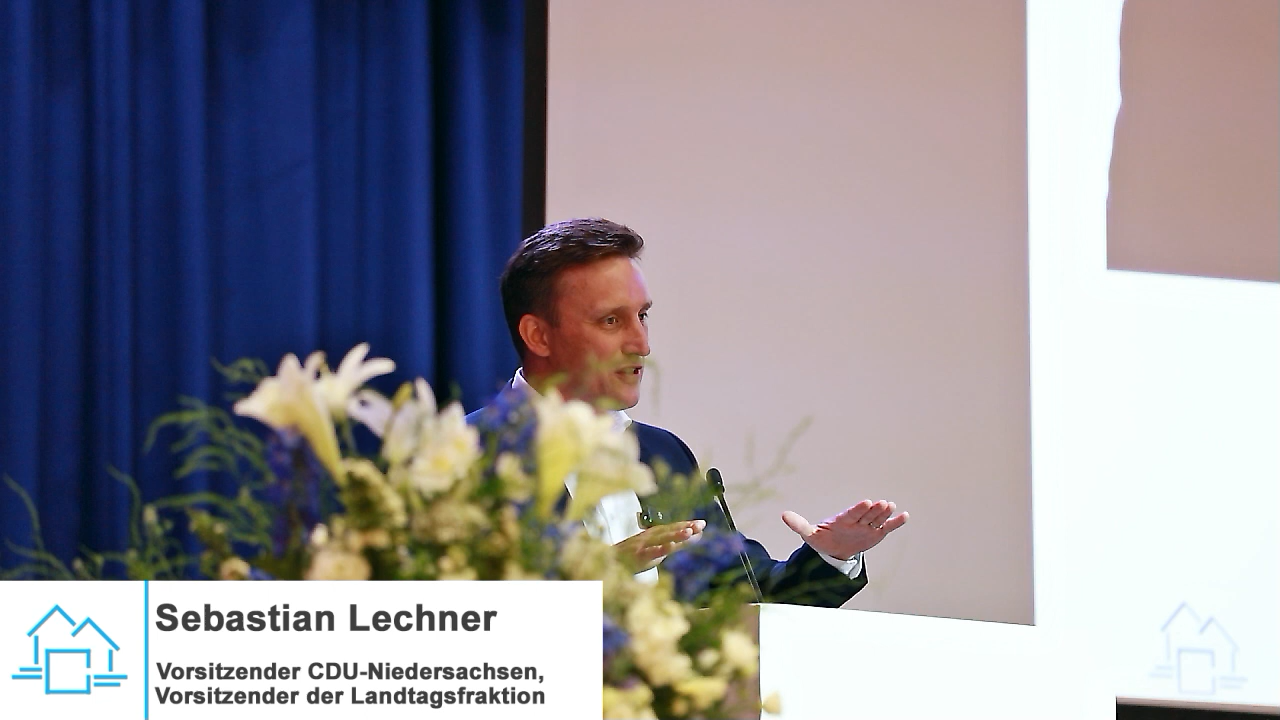 Sebastian Lechner
Vorsitzender CDU-Niedersachsen,
Vorsitzender der Landtagsfraktion